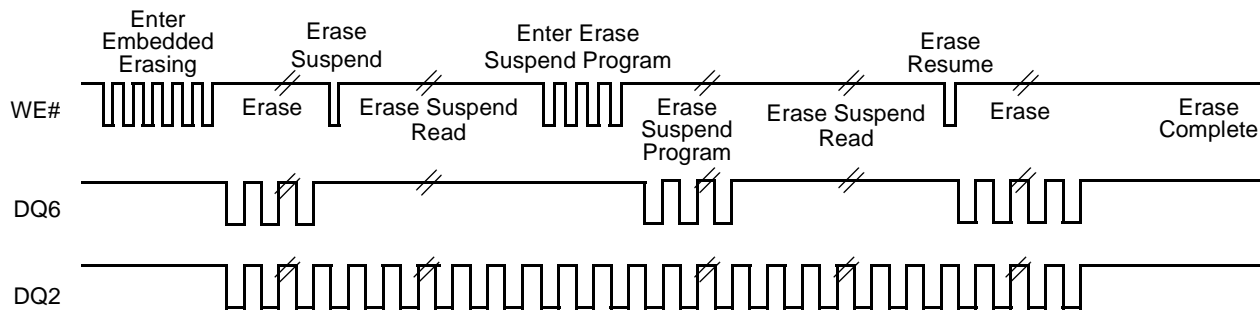 Enter
Embedded
Erasing
Erase
Suspend
Enter Erase
Suspend Program
Erase
Resume
WE#
Erase
Erase Suspend
Read
Erase
Suspend
Program
Erase Suspend
Read
Erase
Erase
Complete
DQ6
DQ2